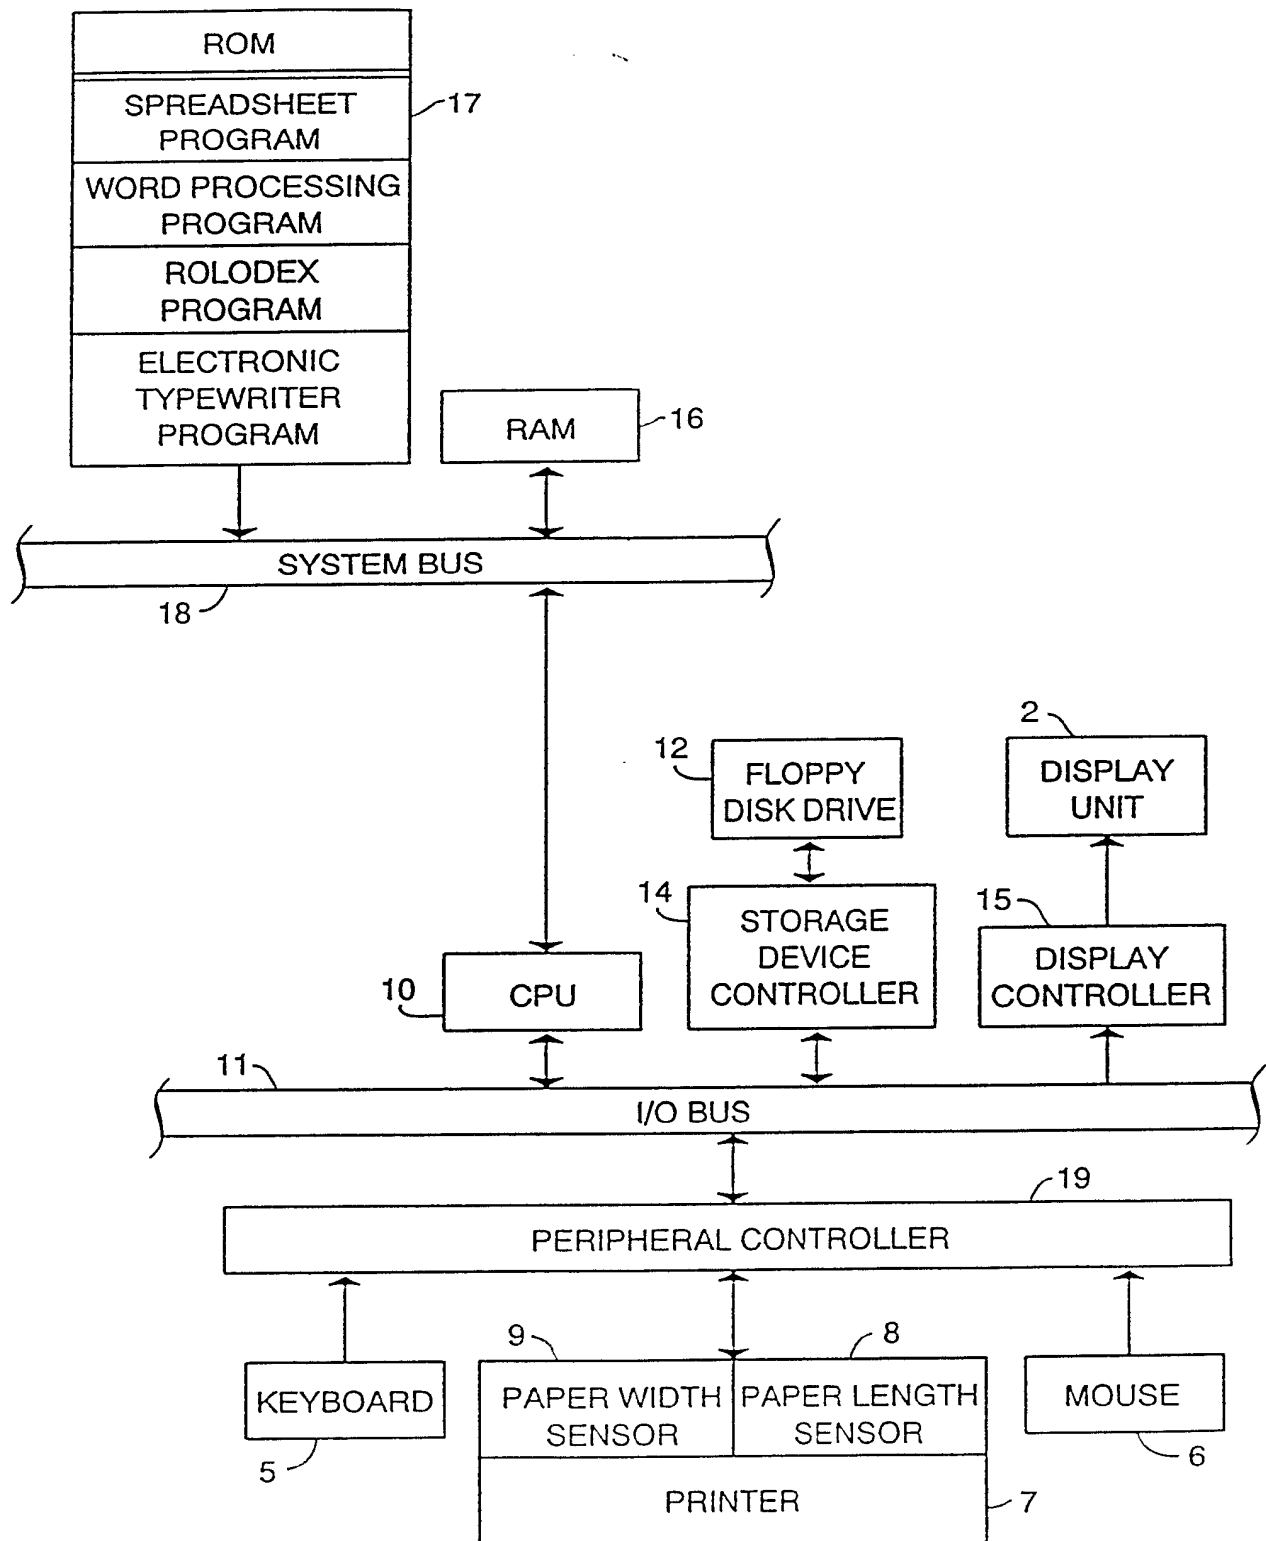 ROM
SPREADSHEET
PROGRAM
17
WORD PROCESSING
PROGRAM
ROLODEX
PROGRAM
ELECTRONIC
TYPEWRITER
PROGRAM
RAM
16
SYSTEM BUS
18
2
12
FLOPPY
DISK DRIVE
DISPLAY
UNIT
14
STORAGE
DEVICE
CONTROLLER
15
DISPLAY
CONTROLLER
10
CPU
11
I/O BUS
19
PERIPHERAL CONTROLLER
9
8
KEYBOARD
5
PAPER WIDTH
SENSOR
PAPER LENGTH
SENSOR
MOUSE
6
PRINTER
7